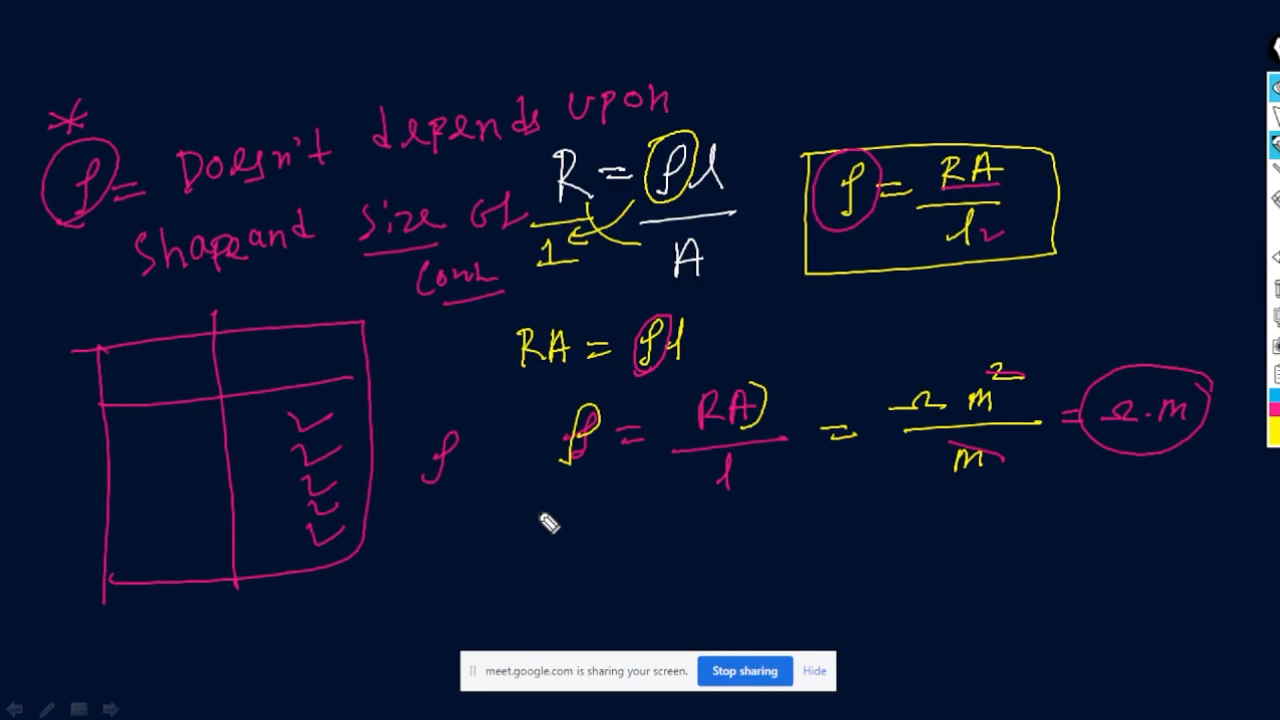 *
ρ = Doesn't depends upon
shape and size of
R = ρl
1 A
ρ = RA
l
RA = ρl
ρ
ρ = RA = Ω m² = Ω.m
l m
meet.google.com is sharing your screen. Stop sharing Hide